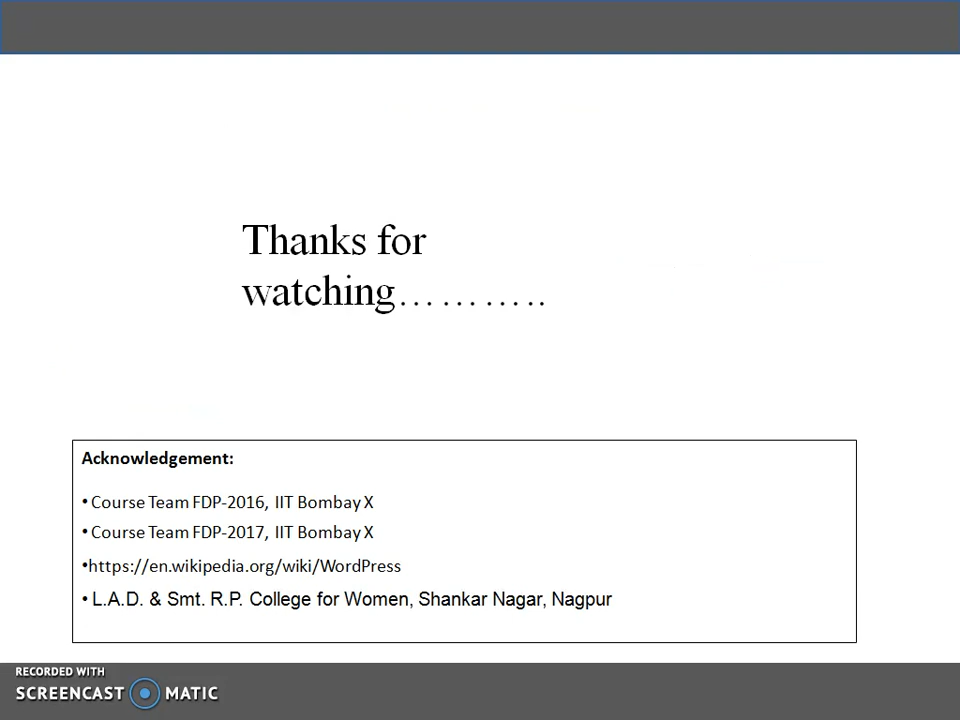 Thanks for
watching………..
Acknowledgement:
• Course Team FDP-2016, IIT Bombay X
• Course Team FDP-2017, IIT Bombay X
•https://en.wikipedia.org/wiki/WordPress
• L.A.D. & Smt. R.P. College for Women, Shankar Nagar, Nagpur
RECORDED WITH
SCREENCAST MATIC